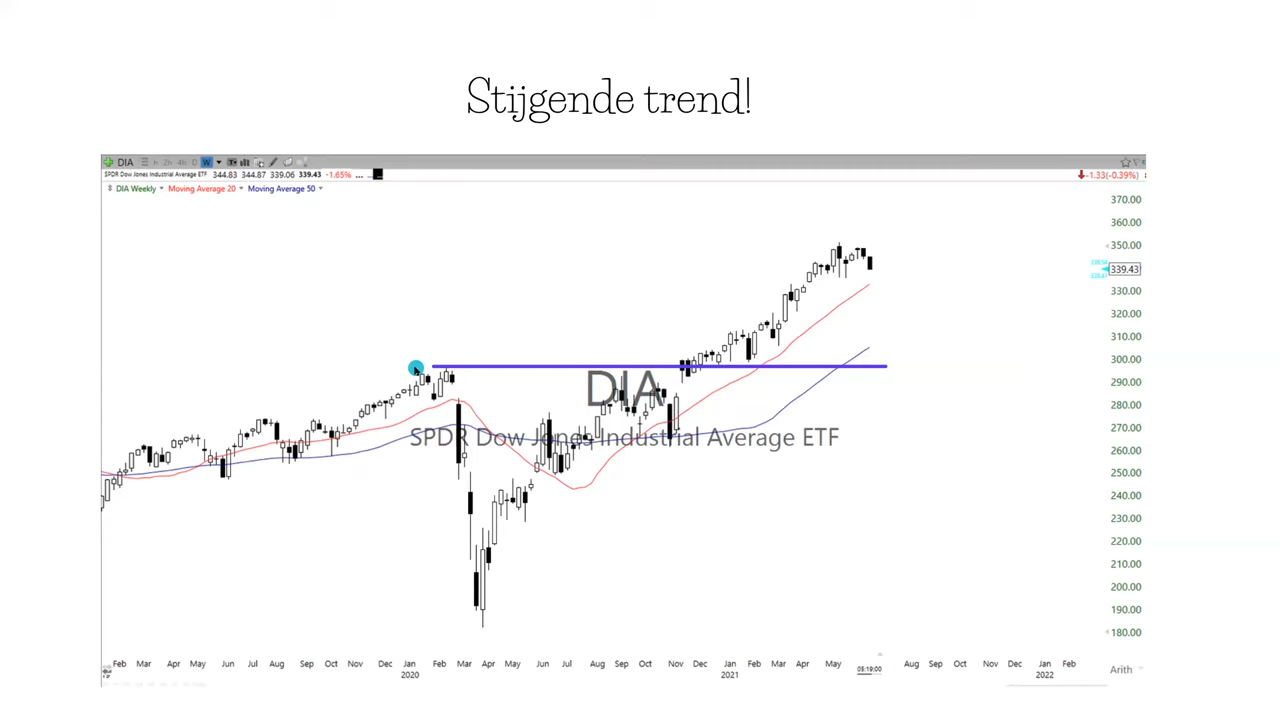 Stijgende trend!
DIA 1h 2h 4h D W
SPDR Dow Jones Industrial Average ETF 344.83 344.87 339.06 339.43 -1.65% ...
-1.33(-0.39%)
DIA Weekly Moving Average 20 Moving Average 50
370.00
360.00
350.00
339.43
330.00
320.00
310.00
300.00
290.00
280.00
270.00
260.00
250.00
240.00
230.00
220.00
210.00
200.00
190.00
180.00
DIA
SPDR Dow Jones Industrial Average ETF
Feb Mar Apr May Jun Jul Aug Sep Oct Nov Dec Jan Feb Mar Apr May Jun Jul Aug Sep Oct Nov Dec Jan Feb Mar Apr May Aug Sep Oct Nov Dec Jan Feb
2020 2021 05:19:00 2022
Arith